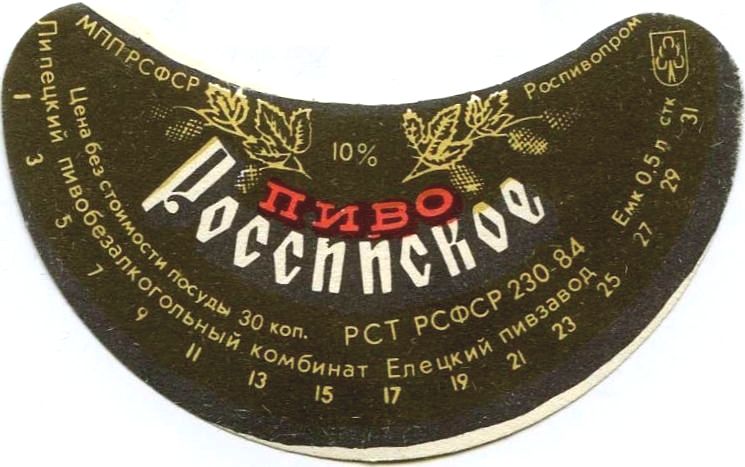 МПП РСФСР
Роспивопром
10%
ПИВО
Российское
Цена без стоимости посуды 30 коп.
РСТ РСФСР 230-84
Емк 0,5 л стк
Липецкий пивобезалкогольный комбинат Елецкий пивзавод
1 3 5 7 9 11 13 15 17 19 21 23 25 27 29 31